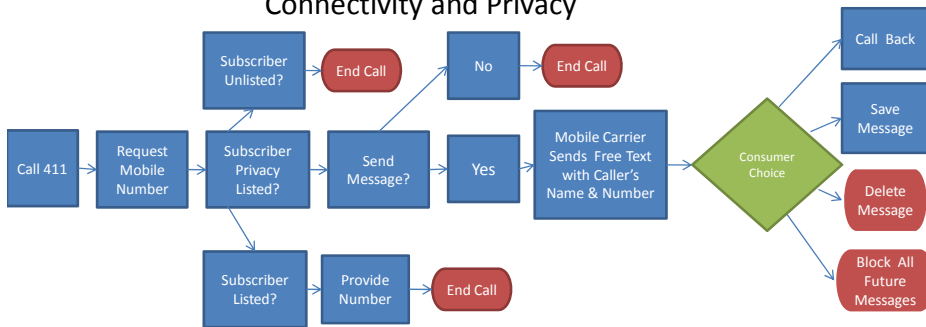 Connectivity and Privacy
Subscriber
Unlisted?
End Call
No
End Call
Call Back
Call 411
Request
Mobile
Number
Subscriber
Privacy
Listed?
Send
Message?
Yes
Mobile Carrier
Sends Free Text
with Caller's
Name & Number
Consumer
Choice
Save
Message
Delete
Message
Subscriber
Listed?
Provide
Number
End Call
Block All
Future
Messages